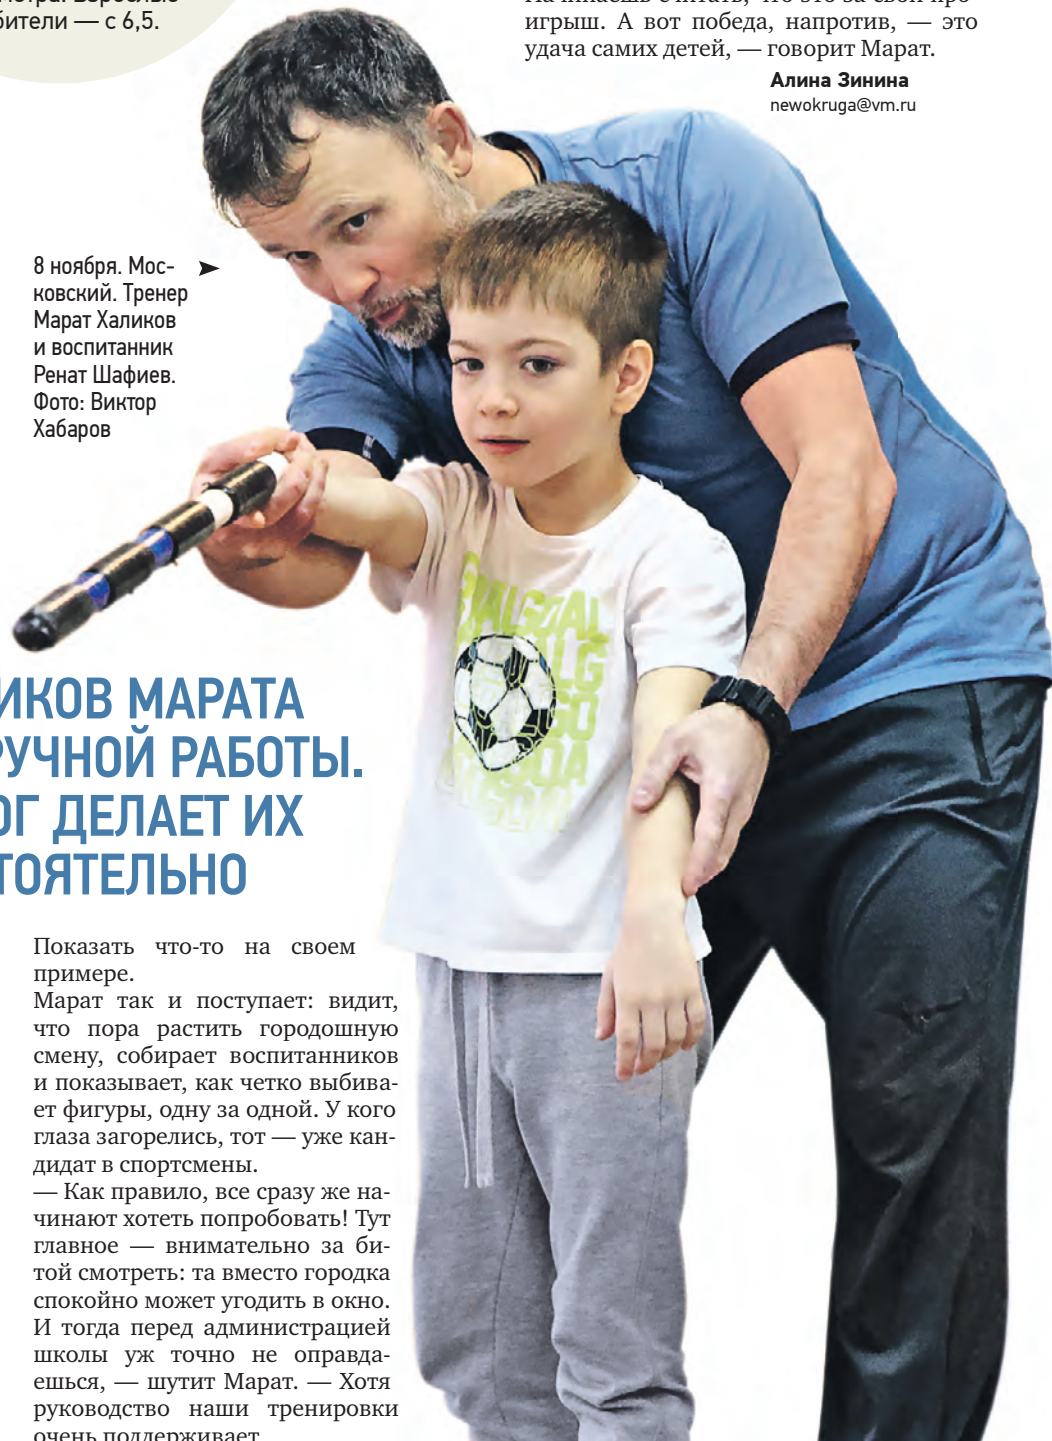 бители — с 6,5.
игрыш. А вот победа, напротив, — это
удача самих детей, — говорит Марат.
Алина Зинина
newokruga@vm.ru
8 ноября. Мос-
ковский. Тренер
Марат Халиков
и воспитанник
Ренат Шафиев.
Фото: Виктор
Хабаров
ИКОВ МАРАТА
РУЧНОЙ РАБОТЫ.
ОГ ДЕЛАЕТ ИХ
ТОЯТЕЛЬНО
Показать что-то на своем
примере.
Марат так и поступает: видит,
что пора растить городошную
смену, собирает воспитанников
и показывает, как четко выбива-
ет фигуры, одну за одной. У кого
глаза загорелись, тот — уже кан-
дидат в спортсмены.
— Как правило, все сразу же на-
чинают хотеть попробовать! Тут
главное — внимательно за би-
той смотреть: та вместо городка
спокойно может угодить в окно.
И тогда перед администрацией
школы уж точно не оправда-
ешься, — шутит Марат. — Хотя
руководство наши тренировки
очень поддерживает